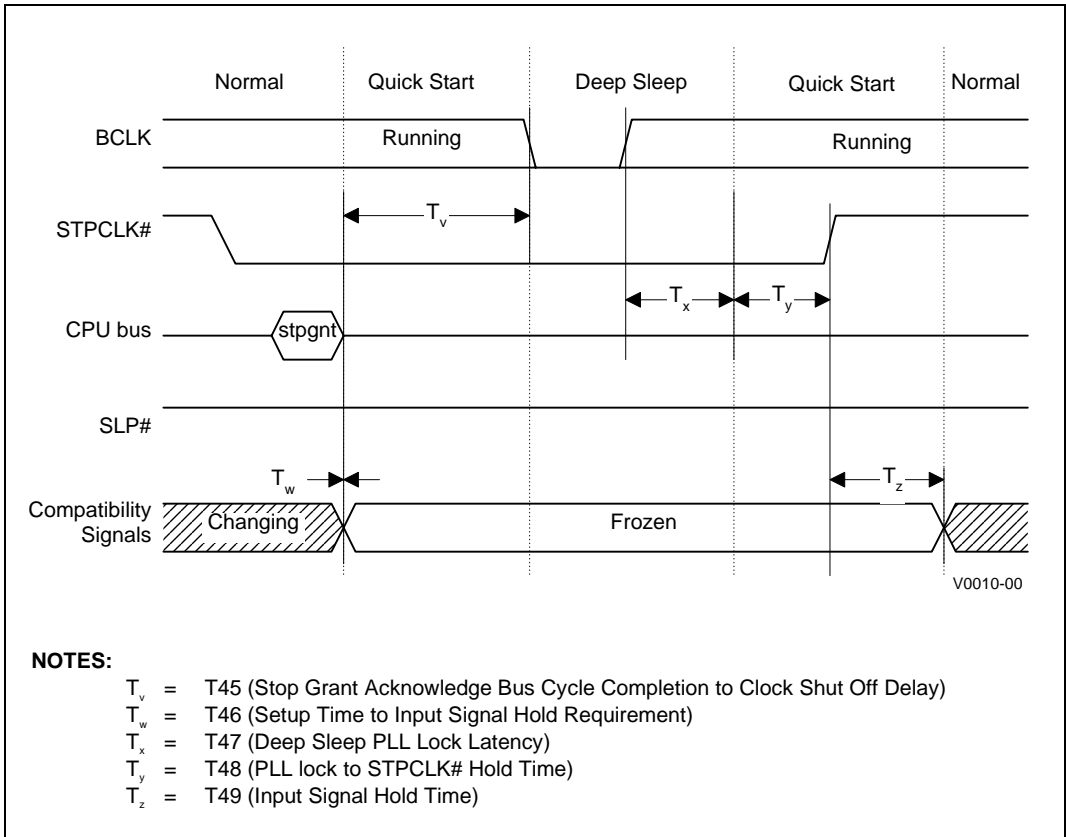 Normal Quick Start Deep Sleep Quick Start Normal
BCLK Running Running
STPCLK# Tv
Tx Ty
CPU bus stpgnt
SLP#
Tw Tz
Compatibility
Signals Changing Frozen
V0010-00
NOTES:
Tv = T45 (Stop Grant Acknowledge Bus Cycle Completion to Clock Shut Off Delay)
Tw = T46 (Setup Time to Input Signal Hold Requirement)
Tx = T47 (Deep Sleep PLL Lock Latency)
Ty = T48 (PLL lock to STPCLK# Hold Time)
Tz = T49 (Input Signal Hold Time)